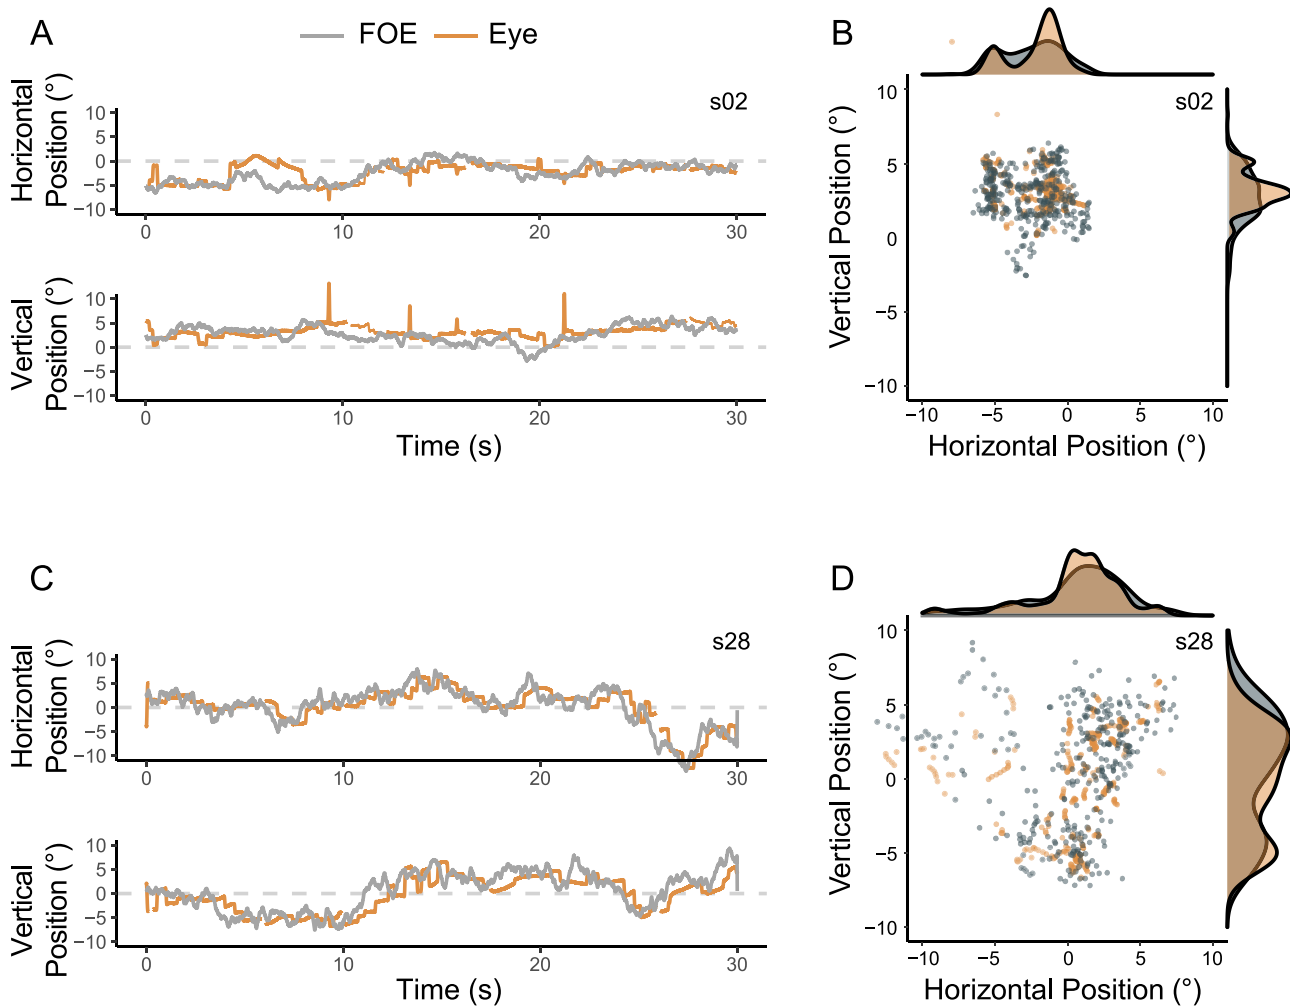 A
FOE
Eye
B
Horizontal
Position (°)
s02
10
5
0
−5
−10
0
10
20
30
Vertical
Position (°)
10
5
0
−5
−10
0
10
20
30
Time (s)
s02
Vertical Position (°)
10
5
0
−5
−10
−10
−5
0
5
10
Horizontal Position (°)
C
D
Horizontal
Position (°)
s28
10
5
0
−5
−10
0
10
20
30
Vertical
Position (°)
10
5
0
−5
−10
0
10
20
30
Time (s)
s28
Vertical Position (°)
10
5
0
−5
−10
−10
−5
0
5
10
Horizontal Position (°)